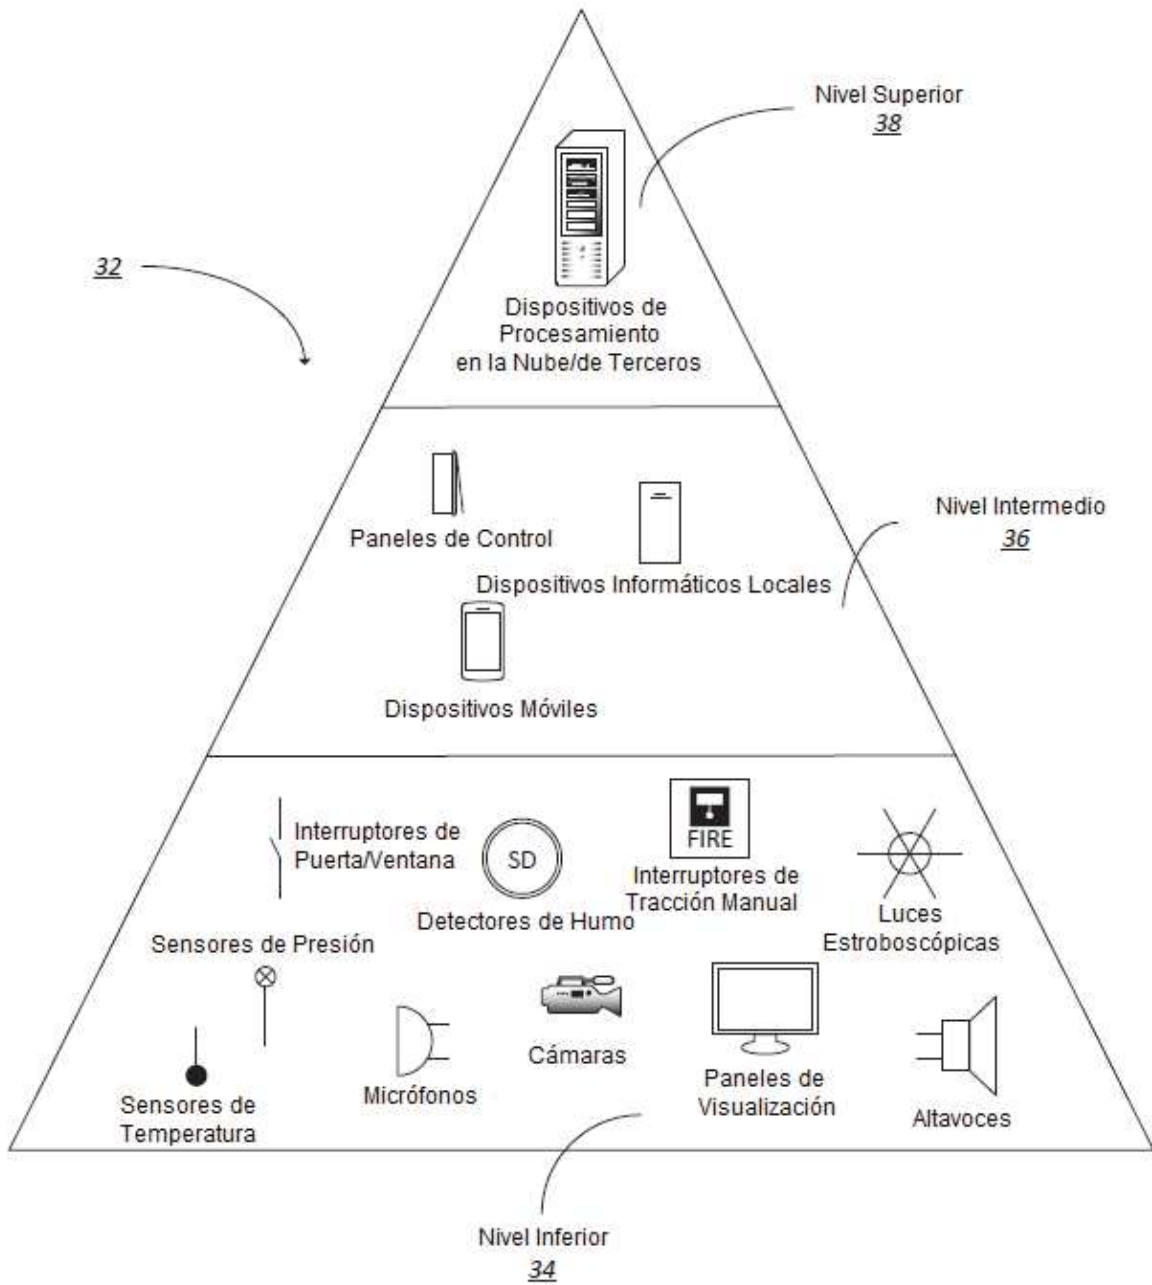 Nivel Superior
38
32
Dispositivos de
Procesamiento
en la Nube/de Terceros
Paneles de Control
Nivel Intermedio
36
Dispositivos Informáticos Locales
Dispositivos Móviles
Interruptores de
Puerta/Ventana
SD
Detectores de Humo
FIRE
Interruptores de
Tracción Manual
Luces
Estroboscópicas
Sensores de Presión
Sensores de
Temperatura
Micrófonos
Cámaras
Paneles de
Visualización
Altavoces
Nivel Inferior
34